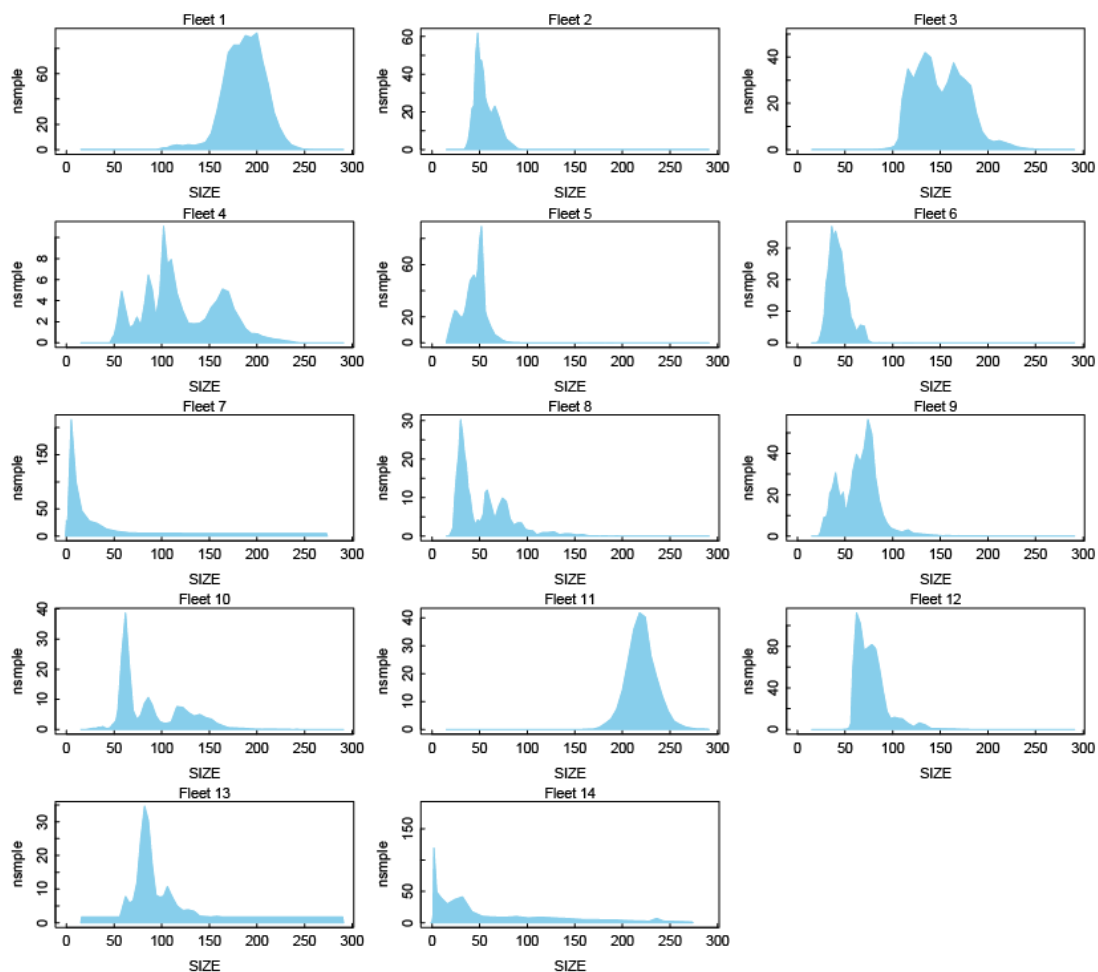 Fleet 1 Fleet 2 Fleet 3
nsmple 0 20 60 nsmple 0 10 20 30 40 50 60 nsmple 0 20 40
0 50 100 150 200 250 300 0 50 100 150 200 250 300 0 50 100 150 200 250 300
SIZE SIZE SIZE
Fleet 4 Fleet 5 Fleet 6
nsmple 0 2 4 6 8 nsmple 0 20 60 nsmple 0 10 20 30
0 50 100 150 200 250 300 0 50 100 150 200 250 300 0 50 100 150 200 250 300
SIZE SIZE SIZE
Fleet 7 Fleet 8 Fleet 9
nsmple 0 50 150 nsmple 0 10 20 30 nsmple 0 20 40
0 50 100 150 200 250 300 0 50 100 150 200 250 300 0 50 100 150 200 250 300
SIZE SIZE SIZE
Fleet 10 Fleet 11 Fleet 12
nsmple 0 10 20 30 40 nsmple 0 10 20 30 40 nsmple 0 20 40 80
0 50 100 150 200 250 300 0 50 100 150 200 250 300 0 50 100 150 200 250 300
SIZE SIZE SIZE
Fleet 13 Fleet 14
nsmple 0 10 20 30 nsmple 0 50 150
0 50 100 150 200 250 300 0 50 100 150 200 250 300
SIZE SIZE